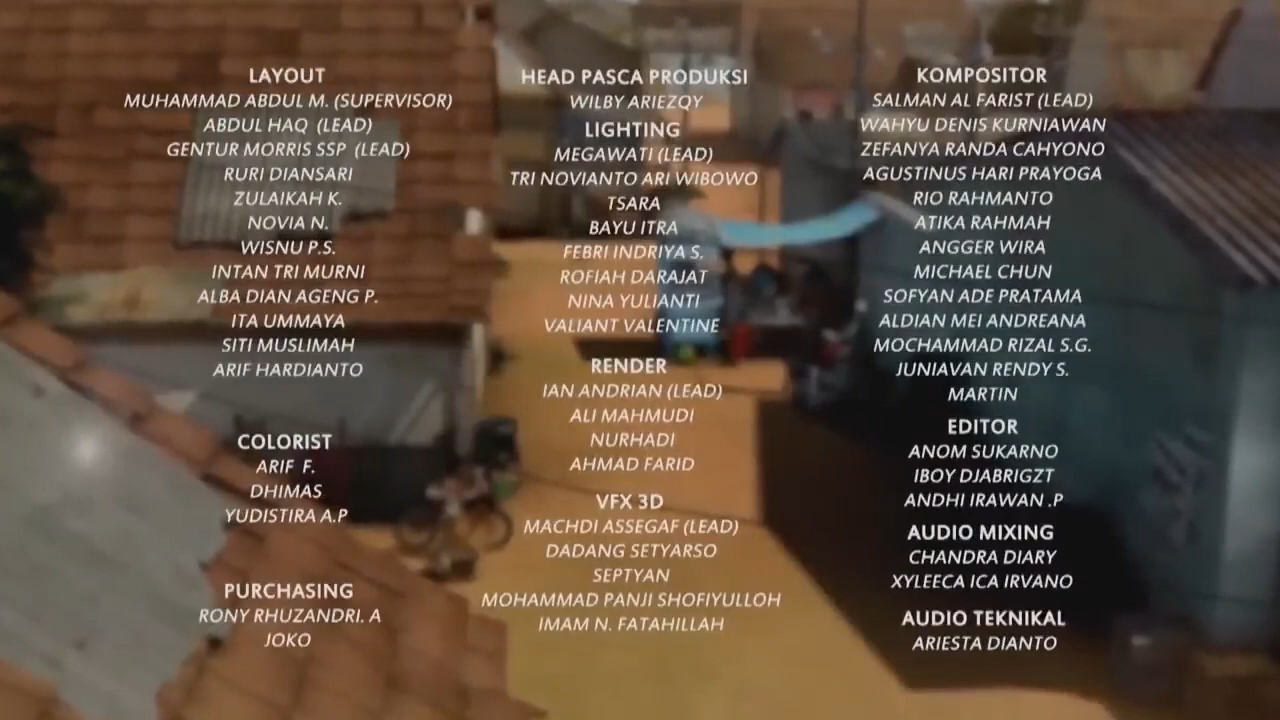 LAYOUT
MUHAMMAD ABDUL M. (SUPERVISOR)
ABDUL HAQ (LEAD)
GENTUR MORRIS SSP (LEAD)
RURI DIANSARI
ZULAIKAH K.
NOVIA N.
WISNU P.S.
INTAN TRI MURNI
ALBA DIAN AGENG P.
ITA UMMAYA
SITI MUSLIMAH
ARIF HARDIANTO
COLORIST
ARIF F.
DHIMAS
YUDISTIRA A.P
PURCHASING
RONY RHUZANDRI. A
JOKO
HEAD PASCA PRODUKSI
WILBY ARIEZQY
LIGHTING
MEGAWATI (LEAD)
TRI NOVIANTO ARI WIBOWO
TSARA
BAYU ITRA
FEBRI INDRIYA S.
ROFIAH DARAJAT
NINA YULIANTI
VALIANT VALENTINE
RENDER
IAN ANDRIAN (LEAD)
ALI MAHMUDI
NURHADI
AHMAD FARID
VFX 3D
MACHDI ASSEGAF (LEAD)
DADANG SETYARSO
SEPTYAN
MOHAMMAD PANJI SHOFIYULLOH
IMAM N. FATAHILLAH
KOMPOSITOR
SALMAN AL FARIST (LEAD)
WAHYU DENIS KURNIAWAN
ZEFANYA RANDA CAHYONO
AGUSTINUS HARI PRAYOGA
RIO RAHMANTO
ATIKA RAHMAH
ANGGER WIRA
MICHAEL CHUN
SOFYAN ADE PRATAMA
ALDIAN MEI ANDREANA
MOCHAMMAD RIZAL S.G.
JUNIAVAN RENDY S.
MARTIN
EDITOR
ANOM SUKARNO
IBOY DJABRIGZT
ANDHI IRAWAN .P
AUDIO MIXING
CHANDRA DIARY
XYLEECA ICA IRVANO
AUDIO TEKNIKAL
ARIESTA DIANTO